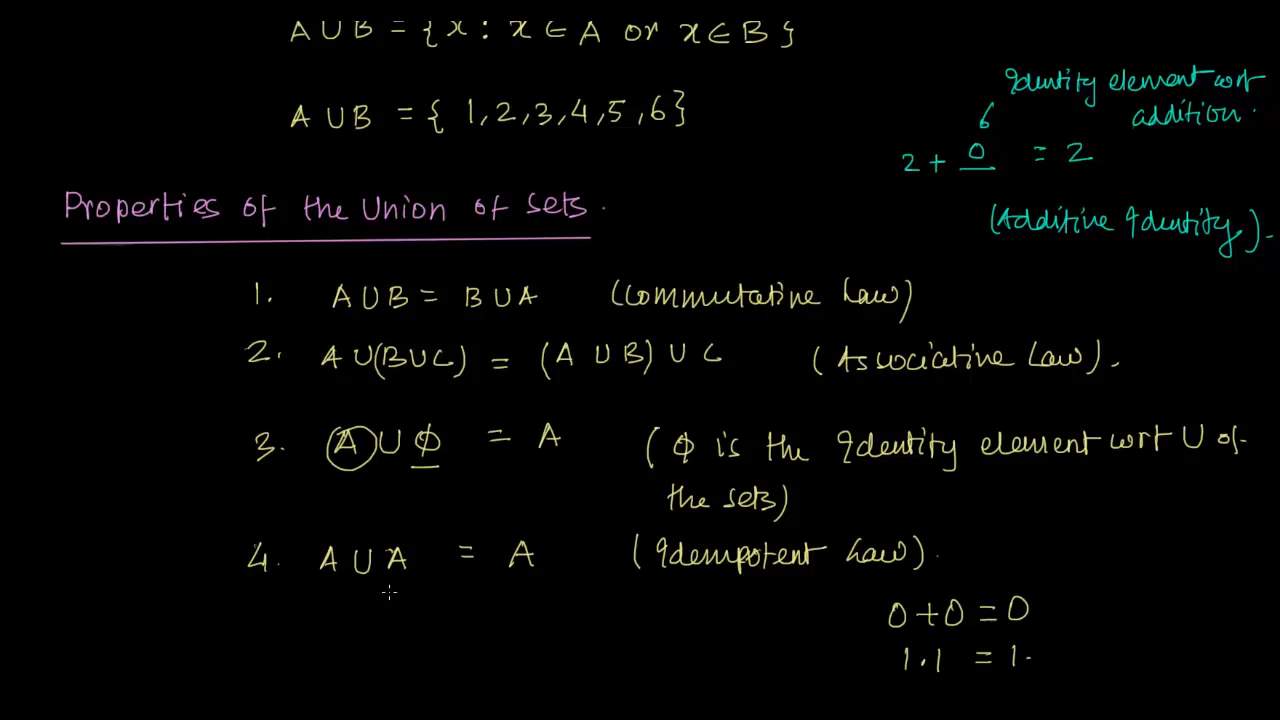 A ∪ B = {x : x ∈ A or x ∈ B}
A ∪ B = { 1, 2, 3, 4, 5, 6}
Identity element wrt
addition.
2 + 0 = 2
(Additive Identity).
Properties of the Union of Sets.
1. A ∪ B = B ∪ A (Commutative Law)
2. A ∪ (B ∪ C) = (A ∪ B) ∪ C (Associative Law).
3. A ∪ ϕ = A (ϕ is the Identity element wrt ∪ of
the sets)
4. A ∪ A = A (Idempotent Law).
0 + 0 = 0
1 . 1 = 1.